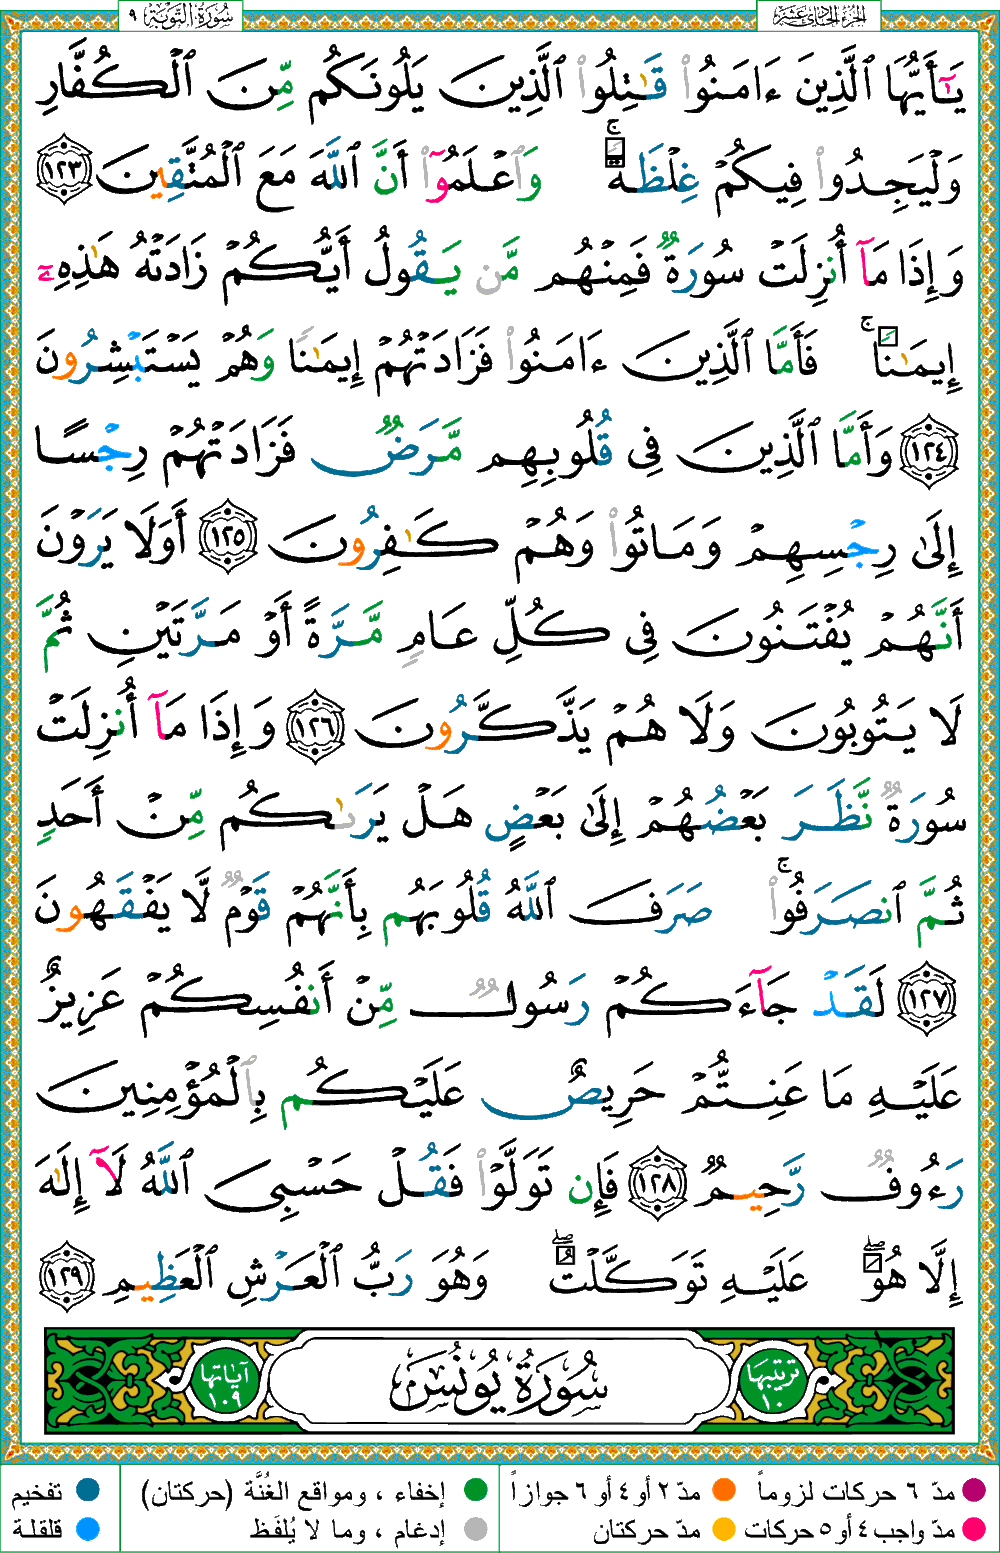 الجزء الحادي عشر
سُورَةُ التَّوْبَةِ ٩
يَـٰٓأَيُّهَا ٱلَّذِينَ ءَامَنُوا۟ قَـٰتِلُوا۟ ٱلَّذِينَ يَلُونَكُم مِّنَ ٱلْكُفَّارِ
وَلْيَجِدُوا۟ فِيكُمْ غِلْظَةً ۚ وَٱعْلَمُوٓا۟ أَنَّ ٱللَّهَ مَعَ ٱلْمُتَّقِينَ ١٢٣
وَإِذَا مَآ أُنزِلَتْ سُورَةٌ فَمِنْهُم مَّن يَقُولُ أَيُّكُمْ زَادَتْهُ هَـٰذِهِۦٓ
إِيمَـٰنًا ۚ فَأَمَّا ٱلَّذِينَ ءَامَنُوا۟ فَزَادَتْهُمْ إِيمَـٰنًا وَهُمْ يَسْتَبْشِرُونَ
١٢٤ وَأَمَّا ٱلَّذِينَ فِى قُلُوبِهِم مَّرَضٌ فَزَادَتْهُمْ رِجْسًا
إِلَىٰ رِجْسِهِمْ وَمَاتُوا۟ وَهُمْ كَـٰفِرُونَ ١٢٥ أَوَلَا يَرَوْنَ
أَنَّهُمْ يُفْتَنُونَ فِى كُلِّ عَامٍ مَّرَّةً أَوْ مَرَّتَيْنِ ثُمَّ
لَا يَتُوبُونَ وَلَا هُمْ يَذَّكَّرُونَ ١٢٦ وَإِذَا مَآ أُنزِلَتْ
سُورَةٌ نَّظَرَ بَعْضُهُمْ إِلَىٰ بَعْضٍ هَلْ يَرَىٰكُم مِّنْ أَحَدٍ
ثُمَّ ٱنصَرَفُوا۟ ۚ صَرَفَ ٱللَّهُ قُلُوبَهُم بِأَنَّهُمْ قَوْمٌ لَّا يَفْقَهُونَ
١٢٧ لَقَدْ جَآءَكُمْ رَسُولٌ مِّنْ أَنفُسِكُمْ عَزِيزٌ
عَلَيْهِ مَا عَنِتُّمْ حَرِيصٌ عَلَيْكُم بِٱلْمُؤْمِنِينَ
رَءُوفٌ رَّحِيمٌ ١٢٨ فَإِن تَوَلَّوْا۟ فَقُلْ حَسْبِىَ ٱللَّهُ لَآ إِلَـٰهَ
إِلَّا هُوَ ۖ عَلَيْهِ تَوَكَّلْتُ ۖ وَهُوَ رَبُّ ٱلْعَرْشِ ٱلْعَظِيمِ ١٢٩
ترتيبها ١٠
سُورَةُ يُونُسَ
آياتها ١٠٩
مدّ ٦ حركات لزوماً
مدّ ٢ أو ٤ أو ٦ جوازاً
إخفاء ، ومواقع الغُنَّة (حركتان)
تفخيم
مدّ واجب ٤ أو ٥ حركات
مدّ حركتان
إدغام ، وما لا يُلفَظ
قلقلة